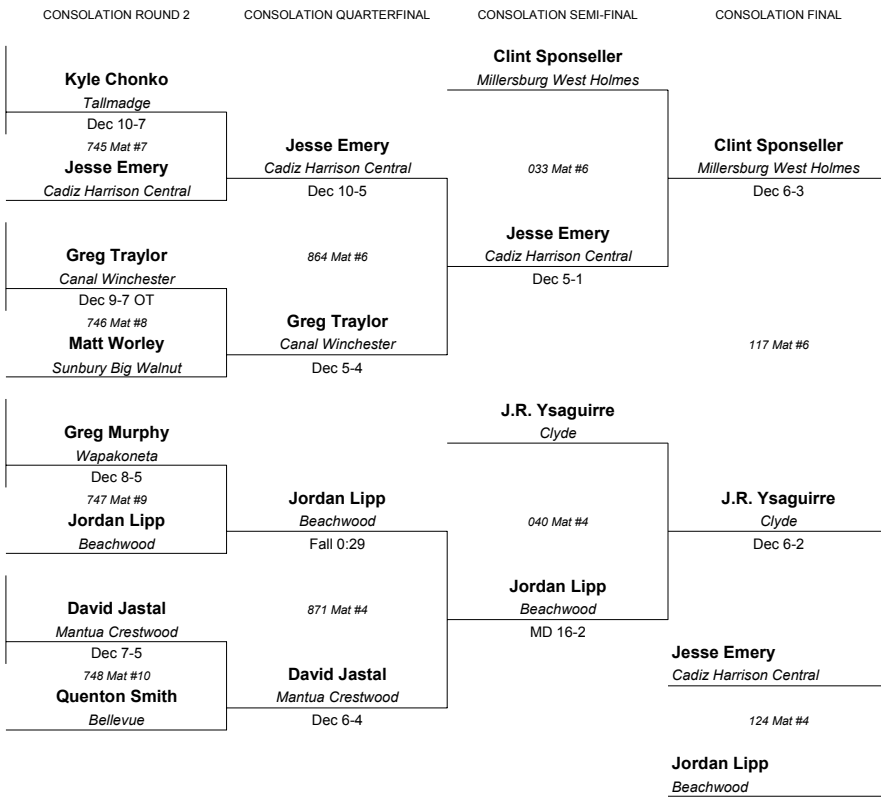 CONSOLATION ROUND 2
CONSOLATION QUARTERFINAL
CONSOLATION SEMI-FINAL
CONSOLATION FINAL
Kyle Chonko
Tallmadge
Dec 10-7
745 Mat #7
Jesse Emery
Cadiz Harrison Central
Greg Traylor
Canal Winchester
Dec 9-7 OT
746 Mat #8
Matt Worley
Sunbury Big Walnut
Greg Murphy
Wapakoneta
Dec 8-5
747 Mat #9
Jordan Lipp
Beachwood
David Jastal
Mantua Crestwood
Dec 7-5
748 Mat #10
Quenton Smith
Bellevue
Jesse Emery
Cadiz Harrison Central
Dec 10-5
864 Mat #6
Greg Traylor
Canal Winchester
Dec 5-4
Jordan Lipp
Beachwood
Fall 0:29
871 Mat #4
David Jastal
Mantua Crestwood
Dec 6-4
Clint Sponseller
Millersburg West Holmes
033 Mat #6
Jesse Emery
Cadiz Harrison Central
Dec 5-1
J.R. Ysaguirre
Clyde
040 Mat #4
Jordan Lipp
Beachwood
MD 16-2
Clint Sponseller
Millersburg West Holmes
Dec 6-3
117 Mat #6
J.R. Ysaguirre
Clyde
Dec 6-2
Jesse Emery
Cadiz Harrison Central
124 Mat #4
Jordan Lipp
Beachwood